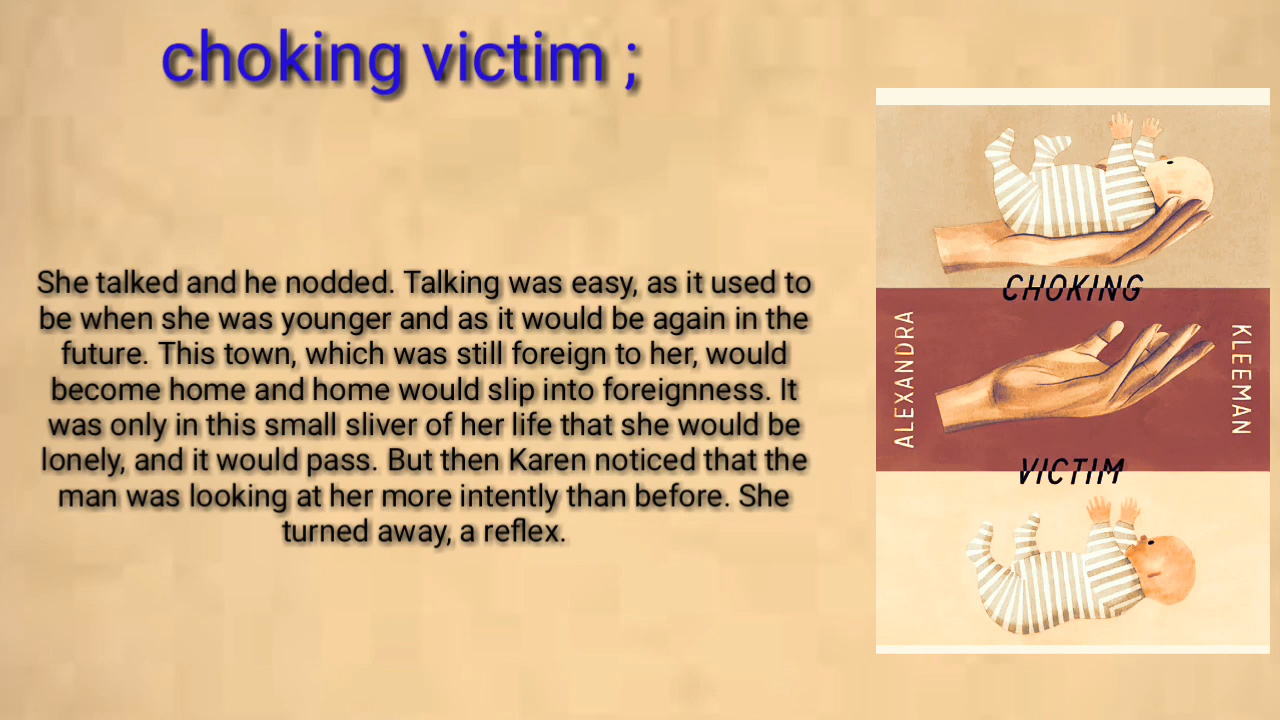 choking victim ;
She talked and he nodded. Talking was easy, as it used to
be when she was younger and as it would be again in the
future. This town, which was still foreign to her, would
become home and home would slip into foreignness. It
was only in this small sliver of her life that she would be
lonely, and it would pass. But then Karen noticed that the
man was looking at her more intently than before. She
turned away, a reflex.
CHOKING
ALEXANDRA
KLEEMAN
VICTIM